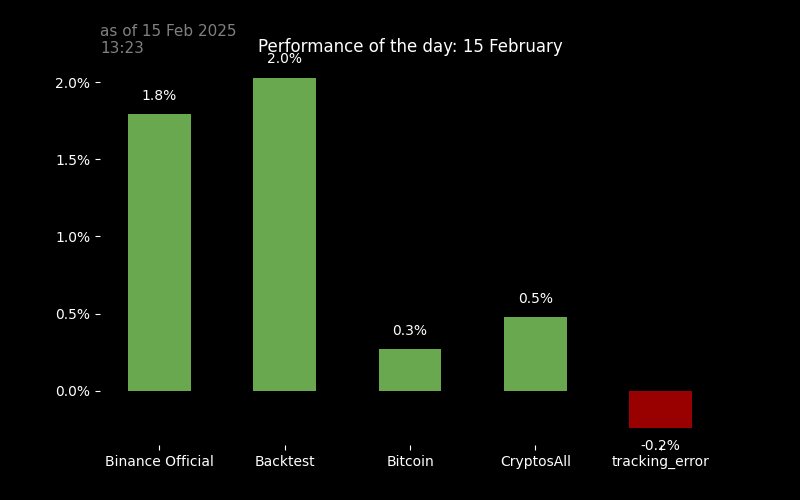 as of 15 Feb 2025
13:23
Performance of the day: 15 February
2.0%
1.5%
1.0%
0.5%
0.0%
1.8%
2.0%
0.3%
0.5%
-0.2%
Binance Official
Backtest
Bitcoin
CryptosAll
tracking_error